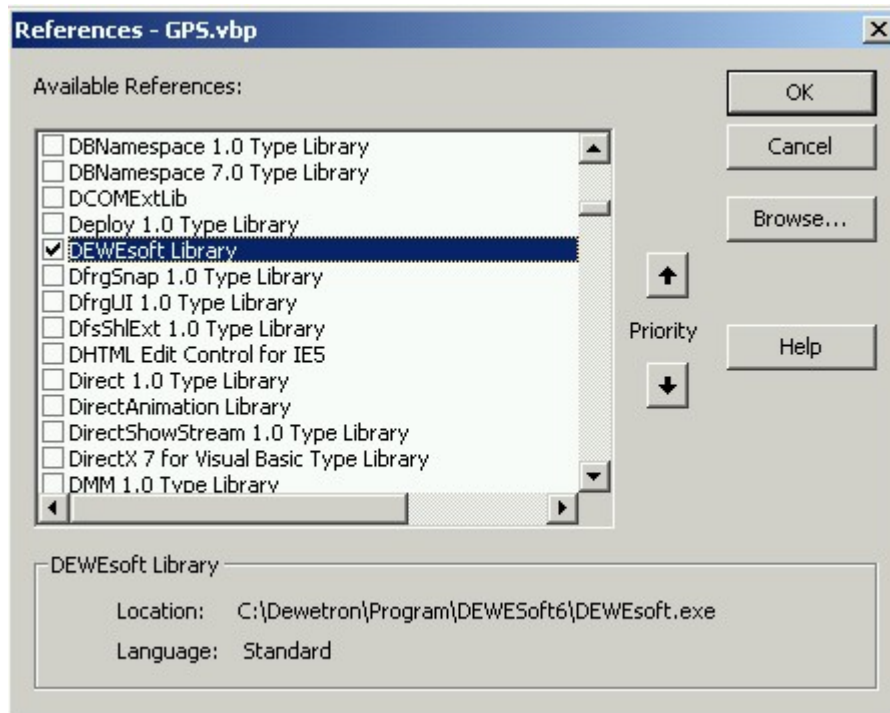 References - GPS.vbp
Available References:
DBNamespace 1.0 Type Library
DBNamespace 7.0 Type Library
DCOMExtLib
Deploy 1.0 Type Library
DEWEsoft Library
DfrgSnap 1.0 Type Library
DfrgUI 1.0 Type Library
DfsShlExt 1.0 Type Library
DHTML Edit Control for IE5
Direct 1.0 Type Library
DirectAnimation Library
DirectShowStream 1.0 Type Library
DirectX 7 for Visual Basic Type Library
DMM 1.0 Type Library
Priority
OK
Cancel
Browse...
Help
DEWEsoft Library
Location: C:\Dewetron\Program\DEWESoft6\DEWEsoft.exe
Language: Standard